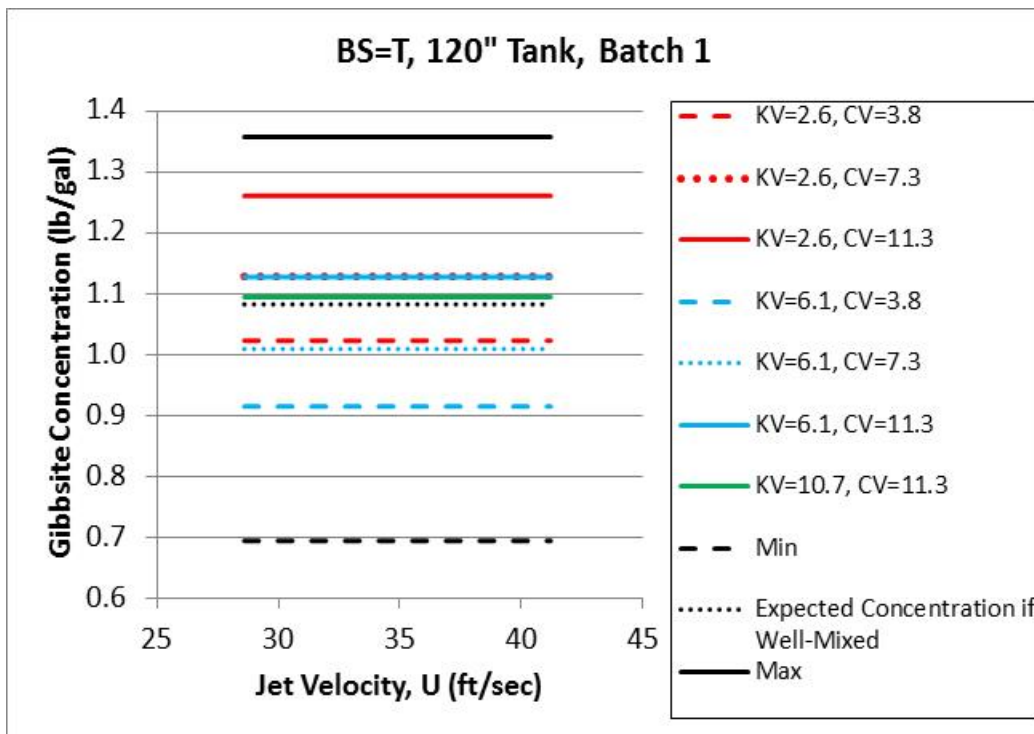 BS=T, 120" Tank, Batch 1
Gibbsite Concentration (lb/gal)
1.4
1.3
1.2
1.1
1.0
0.9
0.8
0.7
0.6
25
30
35
40
45
Jet Velocity, U (ft/sec)
KV=2.6, CV=3.8
KV=2.6, CV=7.3
KV=2.6, CV=11.3
KV=6.1, CV=3.8
KV=6.1, CV=7.3
KV=6.1, CV=11.3
KV=10.7, CV=11.3
Min
Expected Concentration if
Well-Mixed
Max